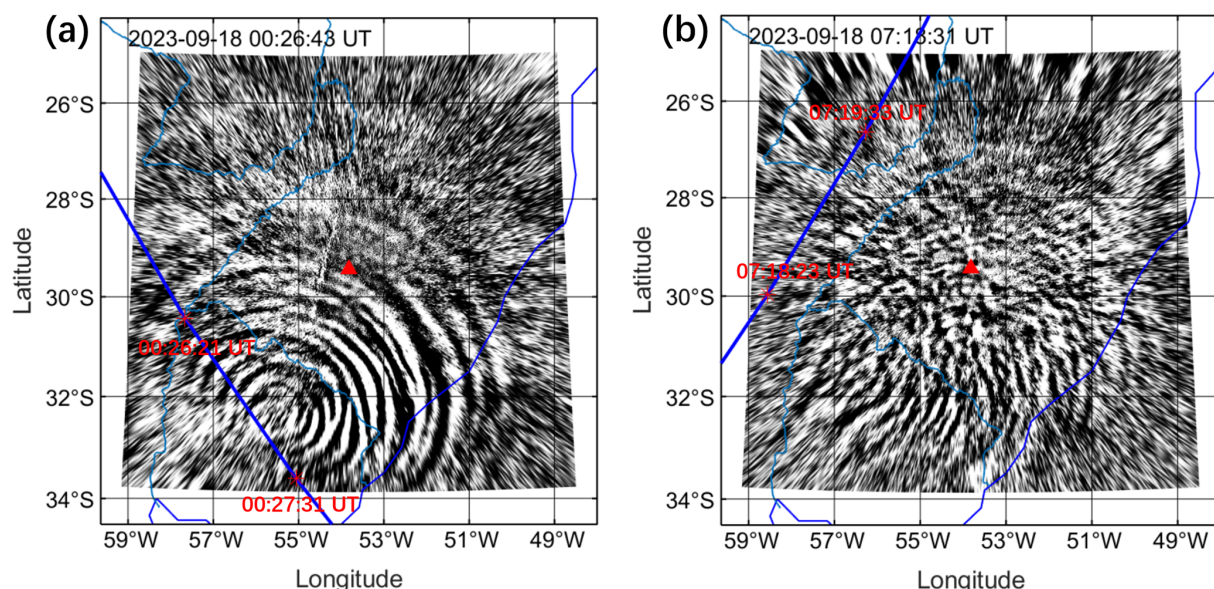 (a)
2023-09-18 00:26:43 UT
26°S
28°S
30°S
32°S
34°S
Latitude
00:26:21 UT
00:27:31 UT
59°W 57°W 55°W 53°W 51°W 49°W
Longitude
(b)
2023-09-18 07:18:31 UT
26°S
28°S
30°S
32°S
34°S
Latitude
07:19:33 UT
07:18:23 UT
59°W 57°W 55°W 53°W 51°W 49°W
Longitude